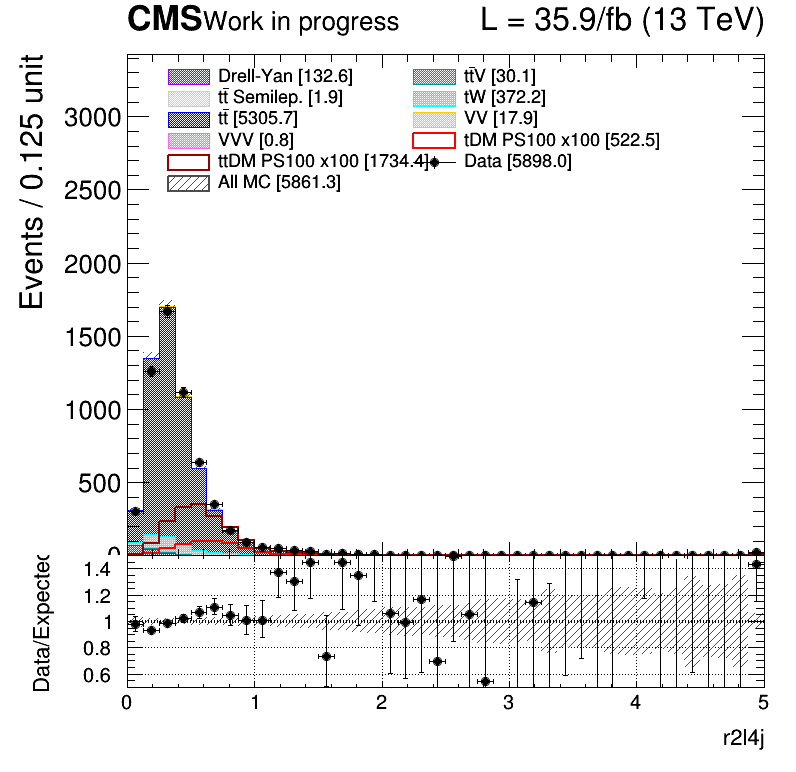 CMS Work in progress L = 35.9/fb (13 TeV)
Events / 0.125 unit
Drell-Yan [132.6] tt̄V [30.1]
tt̄ Semilep. [1.9] tW [372.2]
tt̄ [5305.7] VV [17.9]
VVV [0.8] tDM PS100 x100 [522.5]
ttDM PS100 x100 [1734.4] Data [5898.0]
All MC [5861.3]
3000
2500
2000
1500
1000
500
0
Data/Expected
1.4
1.2
1
0.8
0.6
0 1 2 3 4 5
r2l4j